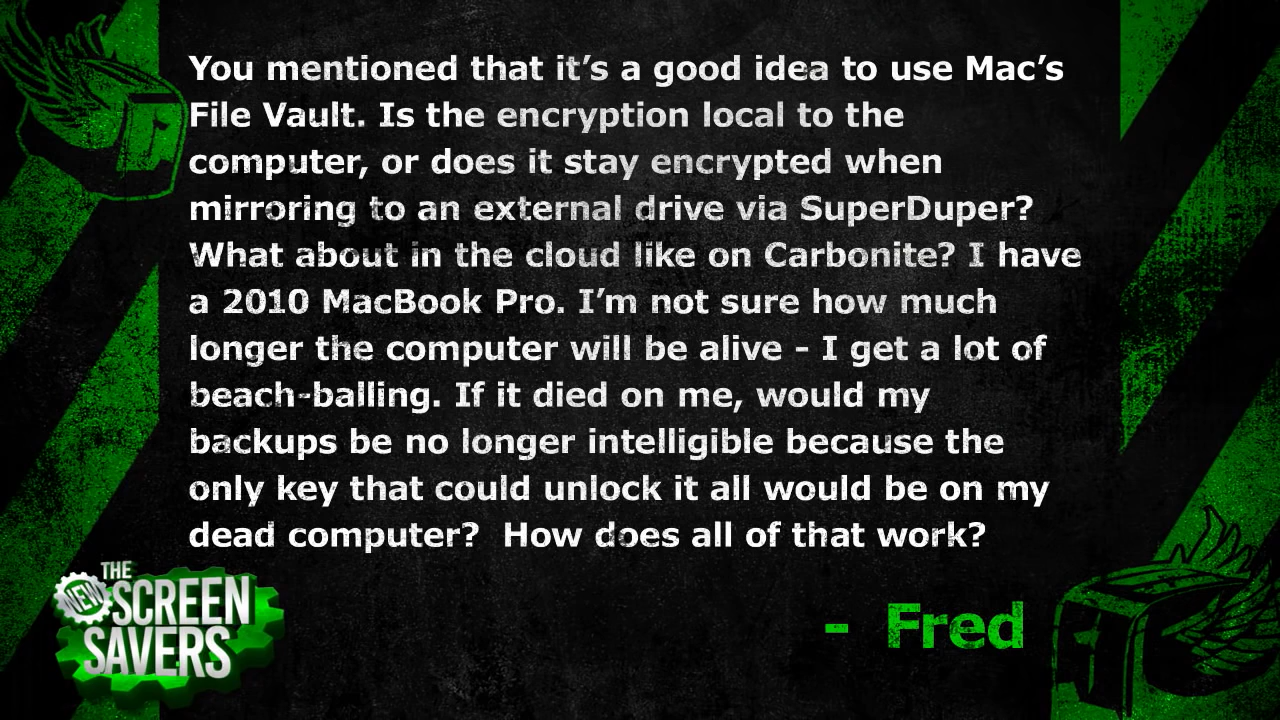 You mentioned that it’s a good idea to use Mac’s
File Vault. Is the encryption local to the
computer, or does it stay encrypted when
mirroring to an external drive via SuperDuper?
What about in the cloud like on Carbonite? I have
a 2010 MacBook Pro. I’m not sure how much
longer the computer will be alive - I get a lot of
beach-balling. If it died on me, would my
backups be no longer intelligible because the
only key that could unlock it all would be on my
dead computer?  How does all of that work?
- Fred
THE
NEW
SCREEN
SAVERS